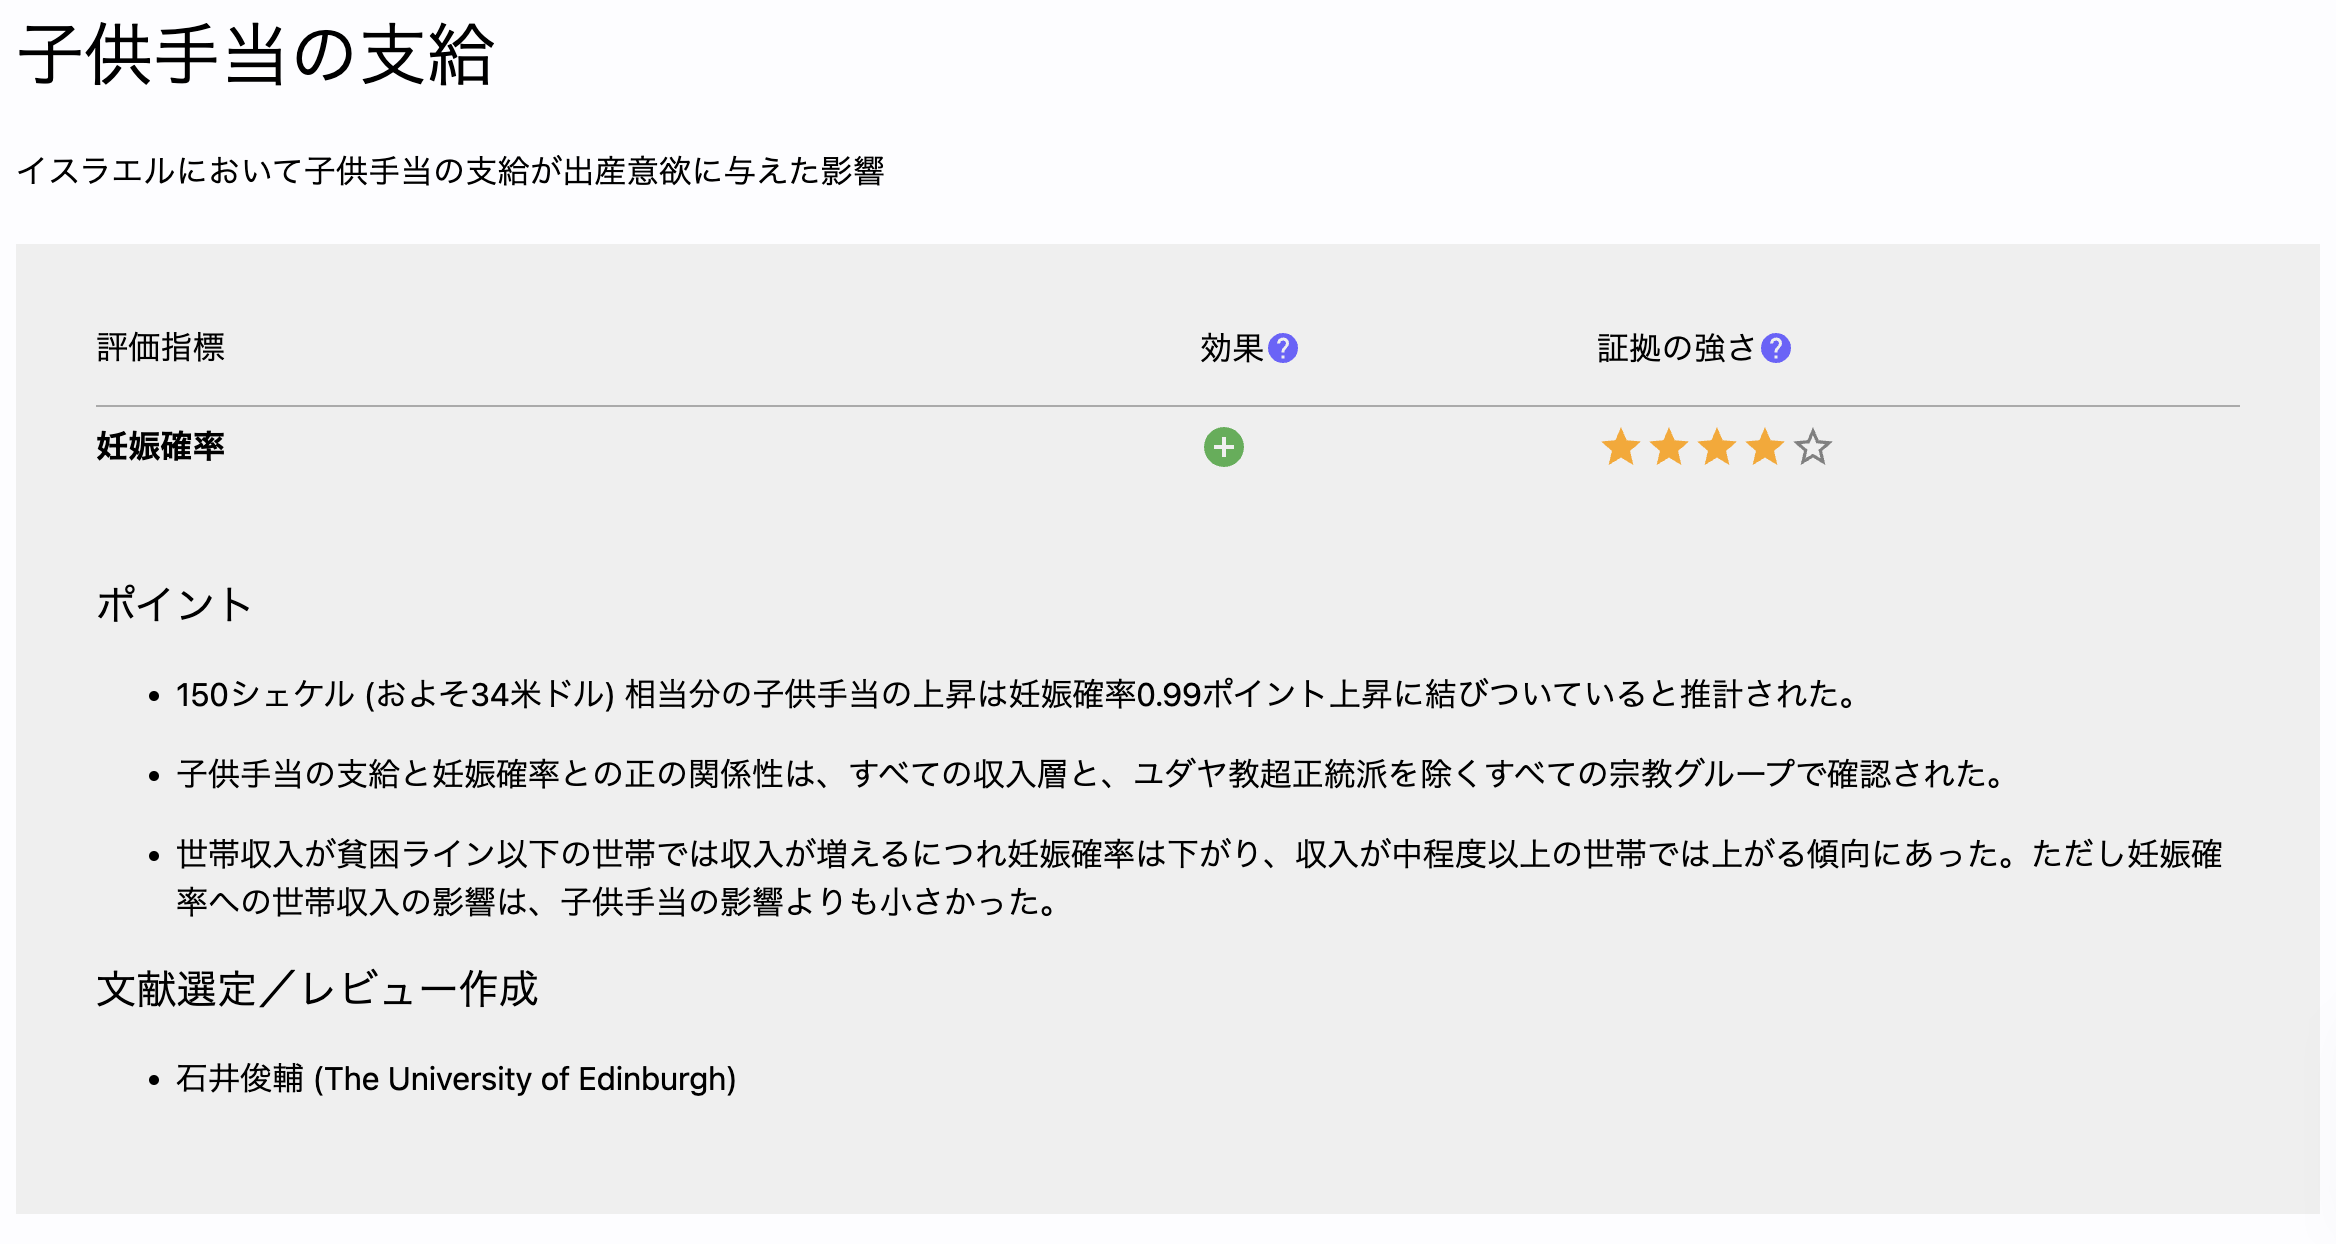 子供手当の支給
イスラエルにおいて子供手当の支給が出産意欲に与えた影響
評価指標 効果? 証拠の強さ?
妊娠確率
ポイント
• 150シェケル (およそ34米ドル) 相当分の子供手当の上昇は妊娠確率0.99ポイント上昇に結びついていると推計された。
• 子供手当の支給と妊娠確率との正の関係性は、すべての収入層と、ユダヤ教超正統派を除くすべての宗教グループで確認された。
• 世帯収入が貧困ライン以下の世帯では収入が増えるにつれ妊娠確率は下がり、収入が中程度以上の世帯では上がる傾向にあった。ただし妊娠確
率への世帯収入の影響は、子供手当の影響よりも小さかった。
文献選定／レビュー作成
• 石井俊輔 (The University of Edinburgh)